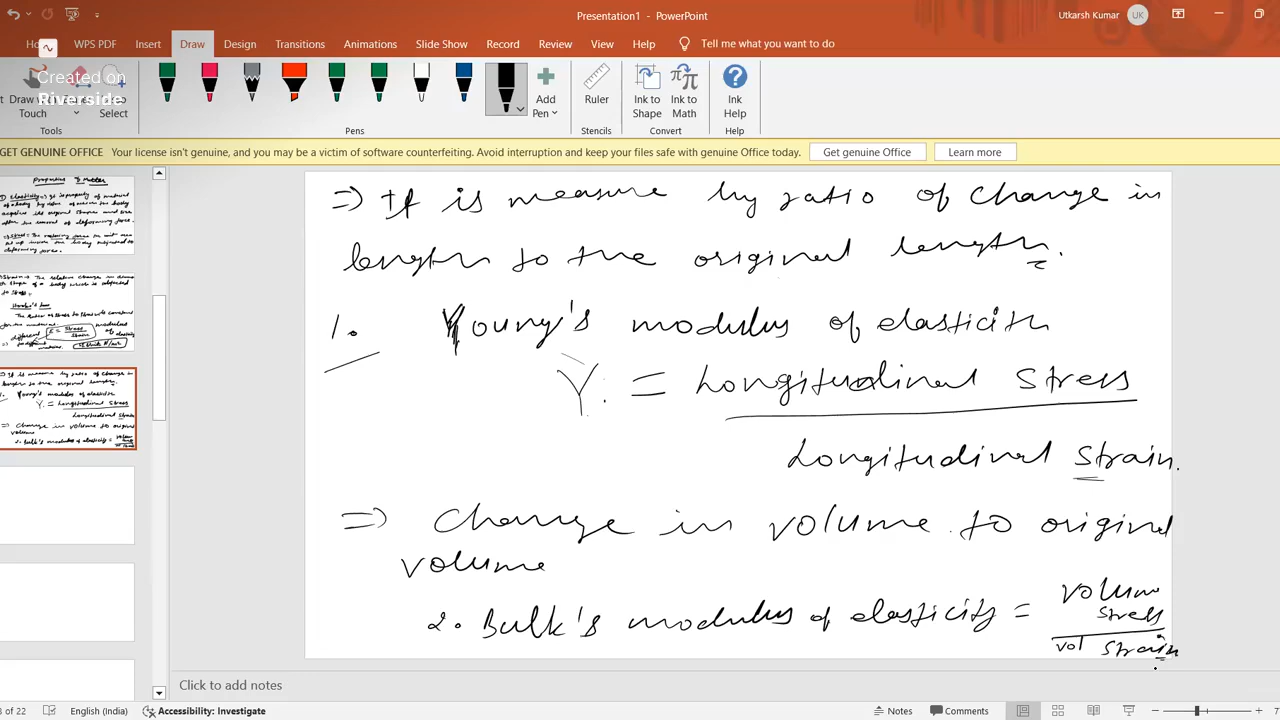 Presentation1 - PowerPoint
Utkarsh Kumar UK
WPS PDF Insert Draw Design Transitions Animations Slide Show Record Review View Help Tell me what you want to do
Created on
Riverside
Draw
Touch
Select
Add
Pen
Ruler
Ink to
Shape
Ink to
Math
Ink
Help
Tools Pens Stencils Convert Help
GET GENUINE OFFICE Your license isn't genuine, and you may be a victim of software counterfeiting. Avoid interruption and keep your files safe with genuine Office today. Get genuine Office Learn more
⇒ It is measure by ratio of change in
length to the original length.
1. Young's modulus of elasticity
Y = Longitudinal stress
Longitudinal strain.
⇒ Change in volume to original
volume
2. Bulk's modulus of elasticity = volume
stress
vol strain
Click to add notes
of 22 English (India) Accessibility: Investigate Notes Comments